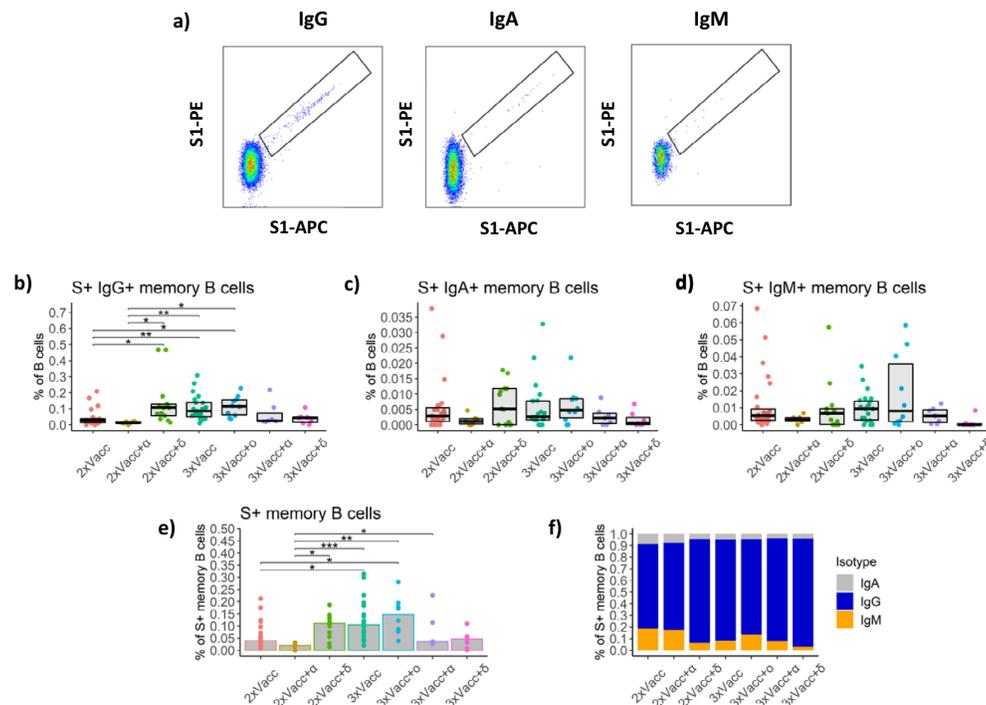 a)
IgG
IgA
IgM
S1-PE
S1-PE
S1-PE
S1-APC
S1-APC
S1-APC
b)
S+ IgG+ memory B cells
% of B cells
0.7
0.6
0.5
0.4
0.3
0.2
0.1
0.0
*
**
*
*
**
*
2xVacc
2xVacc+α
2xVacc+δ
3xVacc
3xVacc+o
3xVacc+α
3xVacc+δ
c)
S+ IgA+ memory B cells
% of B cells
0.035
0.030
0.025
0.020
0.015
0.010
0.005
0.000
2xVacc
2xVacc+α
2xVacc+δ
3xVacc
3xVacc+o
3xVacc+α
3xVacc+δ
d)
S+ IgM+ memory B cells
% of B cells
0.07
0.06
0.05
0.04
0.03
0.02
0.01
0.00
2xVacc
2xVacc+α
2xVacc+δ
3xVacc
3xVacc+o
3xVacc+α
3xVacc+δ
e)
S+ memory B cells
% of S+ memory B cells
0.50
0.45
0.40
0.35
0.30
0.25
0.20
0.15
0.10
0.05
0.00
*
**
***
*
*
*
2xVacc
2xVacc+α
2xVacc+δ
3xVacc
3xVacc+o
3xVacc+α
3xVacc+δ
f)
% of S+ memory B cells
1.0
0.9
0.8
0.7
0.6
0.5
0.4
0.3
0.2
0.1
0.0
2xVacc
2xVacc+α
2xVacc+δ
3xVacc
3xVacc+o
3xVacc+α
3xVacc+δ
Isotype
IgA
IgG
IgM